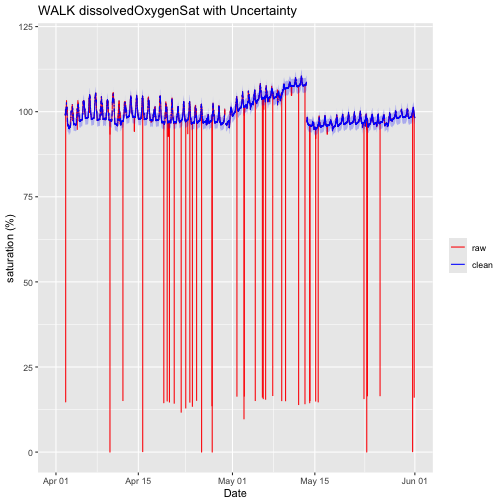 WALK dissolvedOxygenSat with Uncertainty
125
100
75
50
25
0
saturation (%)
Apr 01
Apr 15
May 01
May 15
Jun 01
Date
raw
clean